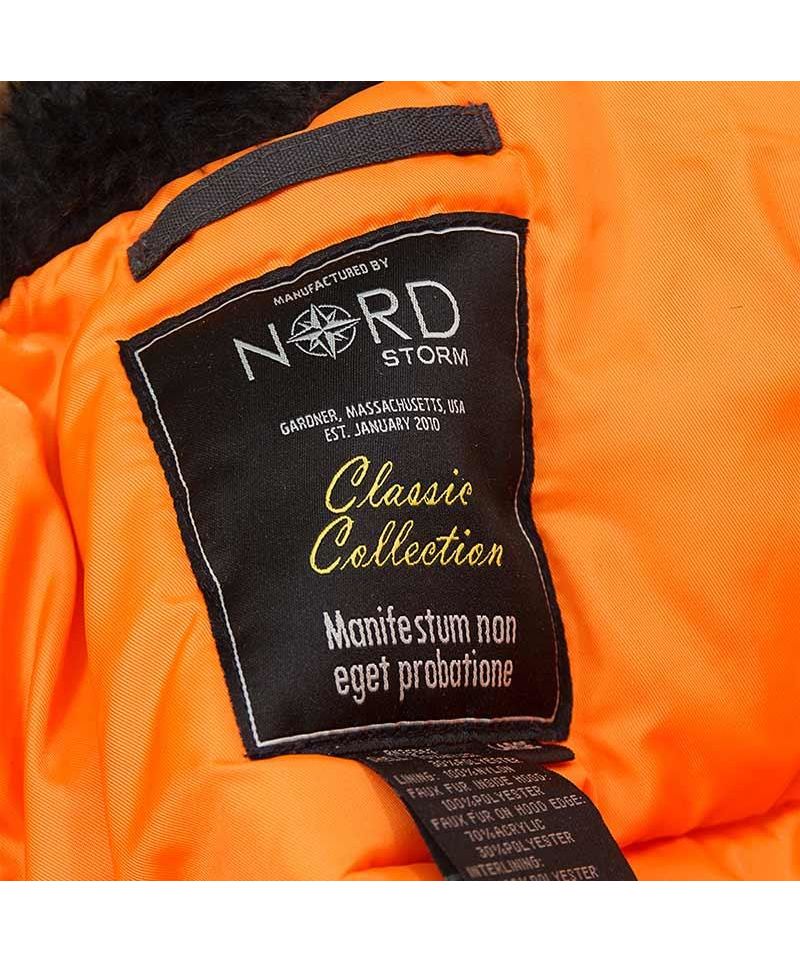 MANUFACTURED BY
NORD
STORM
GARDNER, MASSACHUSETTS, USA
EST. JANUARY 2010
Classic
Collection
Manifestum non
eget probatione
LINING: 100%NYLON
FAUX FUR INSIDE HOOD:
100%POLYESTER
FAUX FUR ON HOOD EDGE:
70%ACRYLIC
30%POLYESTER
INTERLINING:
POLYESTER